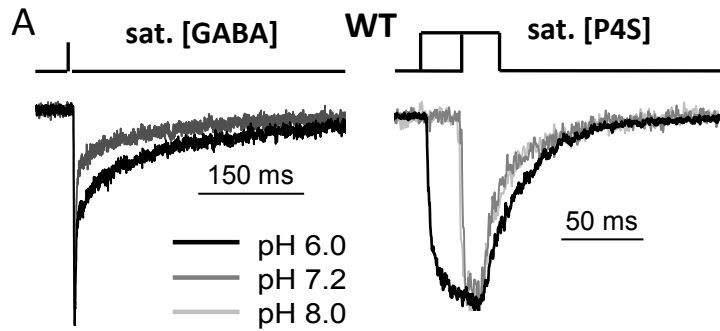 A
sat. [GABA]
WT
sat. [P4S]
150 ms
50 ms
pH 6.0
pH 7.2
pH 8.0